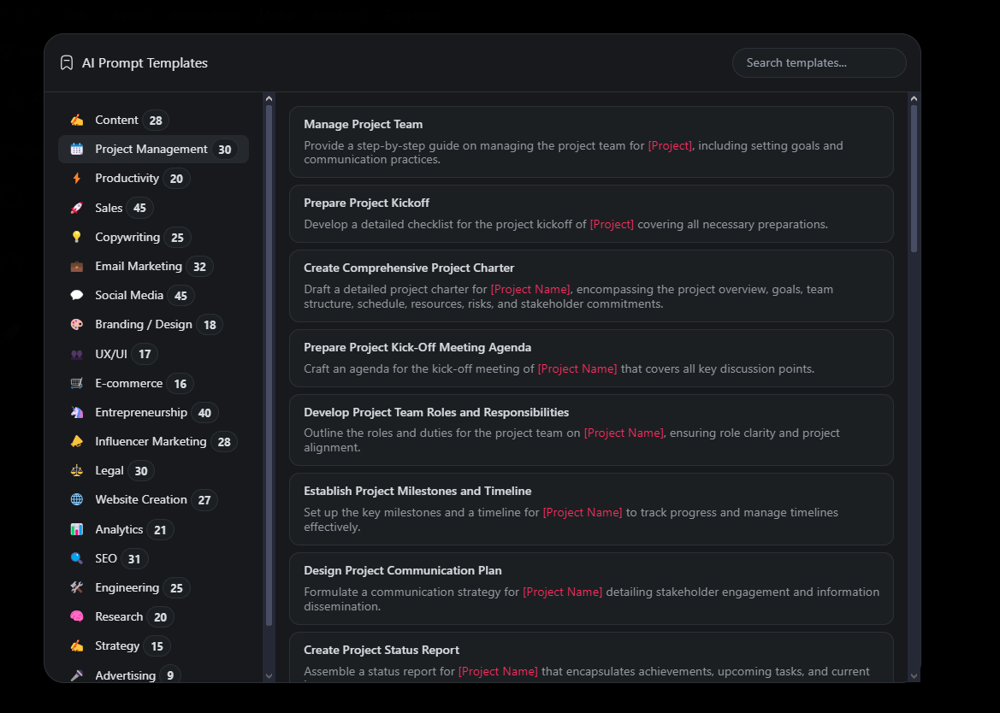 AI Prompt Templates
Search templates...
Content 28
Project Management 30
Productivity 20
Sales 45
Copywriting 25
Email Marketing 32
Social Media 45
Branding / Design 18
UX/UI 17
E-commerce 16
Entrepreneurship 40
Influencer Marketing 28
Legal 30
Website Creation 27
Analytics 21
SEO 31
Engineering 25
Research 20
Strategy 15
Advertising 9
Manage Project Team
Provide a step-by-step guide on managing the project team for [Project], including setting goals and
communication practices.
Prepare Project Kickoff
Develop a detailed checklist for the project kickoff of [Project] covering all necessary preparations.
Create Comprehensive Project Charter
Draft a detailed project charter for [Project Name], encompassing the project overview, goals, team
structure, schedule, resources, risks, and stakeholder commitments.
Prepare Project Kick-Off Meeting Agenda
Craft an agenda for the kick-off meeting of [Project Name] that covers all key discussion points.
Develop Project Team Roles and Responsibilities
Outline the roles and duties for the project team on [Project Name], ensuring role clarity and project
alignment.
Establish Project Milestones and Timeline
Set up the key milestones and a timeline for [Project Name] to track progress and manage timelines
effectively.
Design Project Communication Plan
Formulate a communication strategy for [Project Name] detailing stakeholder engagement and information
dissemination.
Create Project Status Report
Assemble a status report for [Project Name] that encapsulates achievements, upcoming tasks, and current